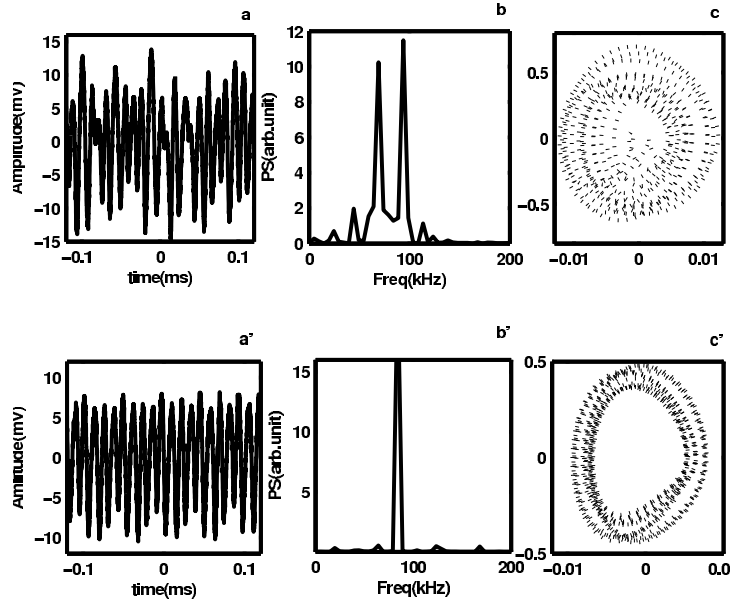 a
15
10
5
0
−5
−10
−15
Amplitude(mv)
−0.1 0 0.1
time(ms)
b
12
10
8
6
4
2
0
PS(arb.unit)
0 50 100 200
Freq(kHz)
c
0.5
0
−0.5
−0.01 0 0.01
a'
10
5
0
−5
−10
−0.1 0 0.1
time(ms)
b'
15
10
5
PS(arb.unit)
0 100 200
Freq(kHz)
c'
0.5
0
−0.5
−0.01 0 0.0